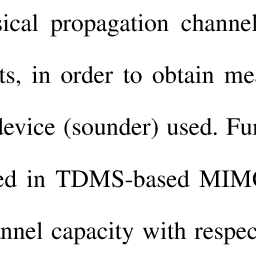 sical propagation channel
ts, in order to obtain mea
device (sounder) used. Fur
ed in TDMS-based MIMO
nnel capacity with respec